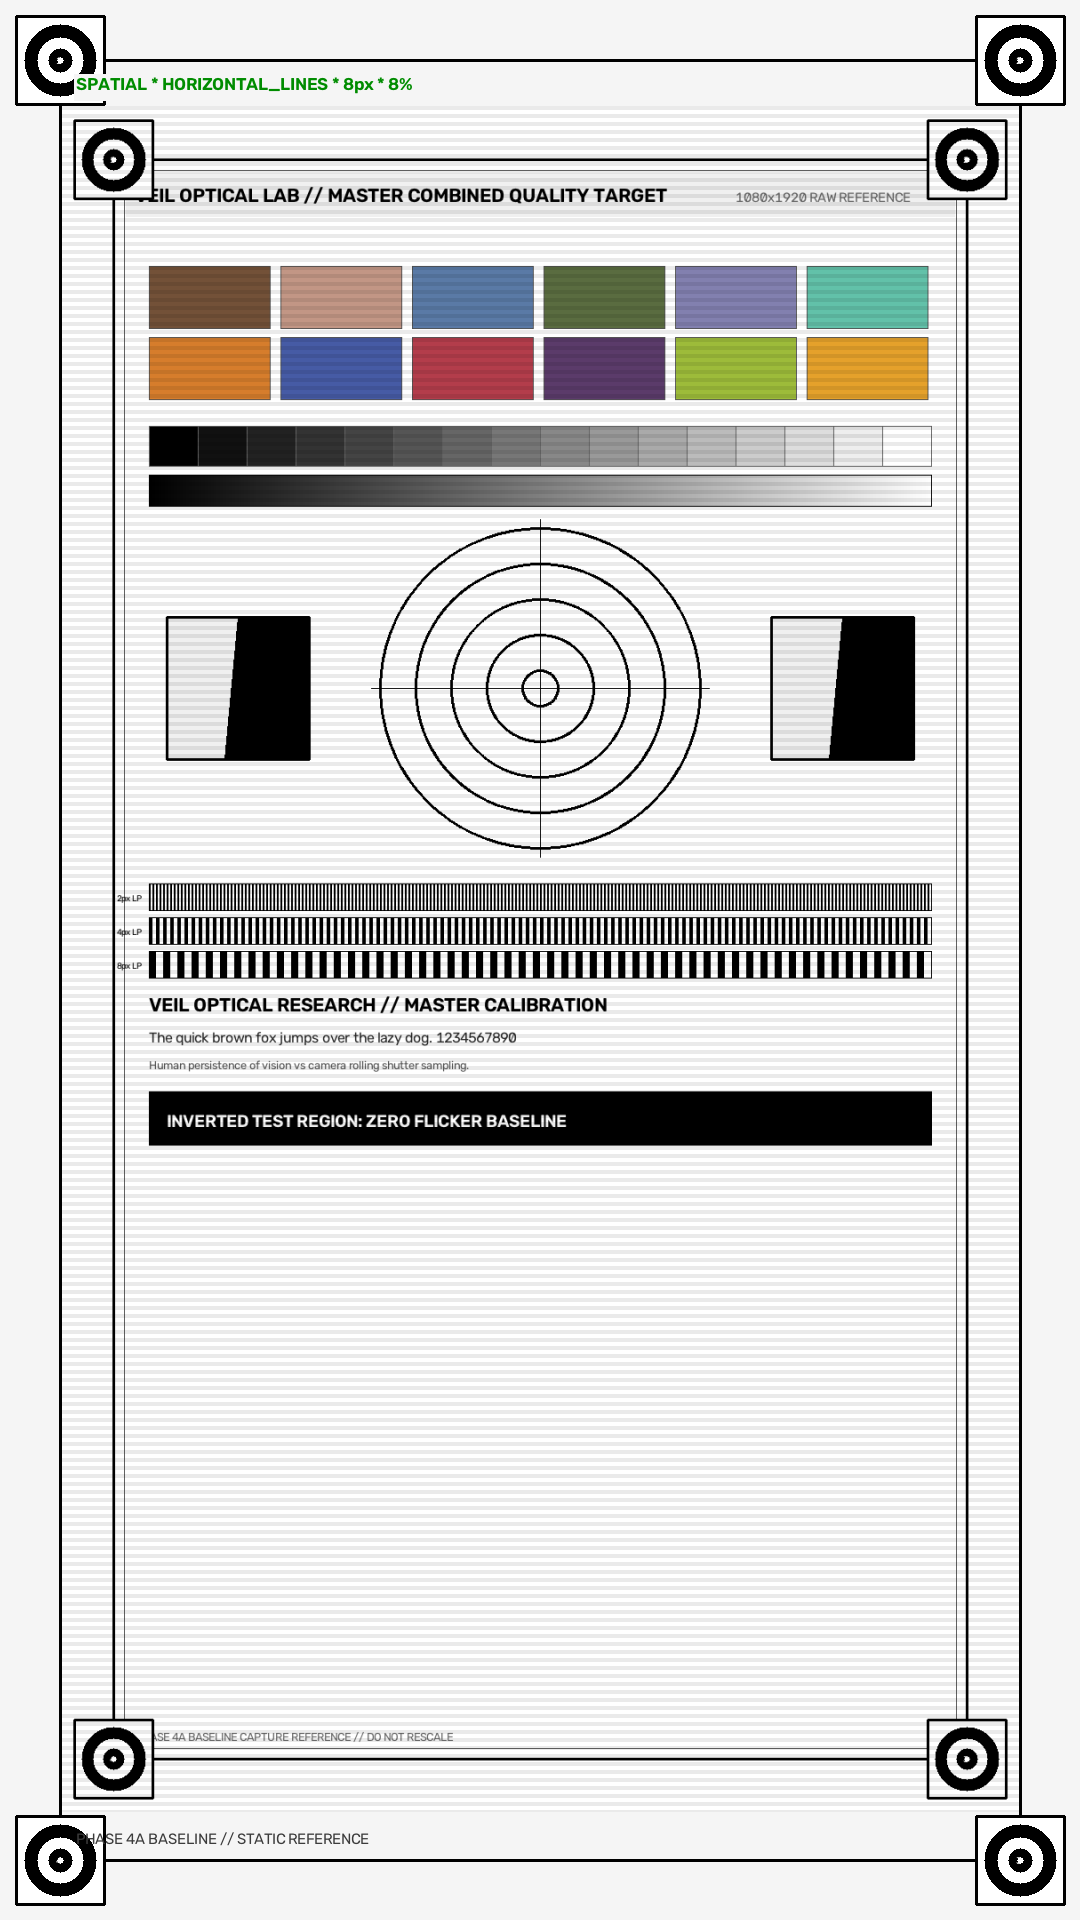 SPATIAL * HORIZONTAL_LINES * 8px * 8%
VEIL OPTICAL LAB // MASTER COMBINED QUALITY TARGET
1080x1920 RAW REFERENCE
2px LP
4px LP
8px LP
VEIL OPTICAL RESEARCH // MASTER CALIBRATION
The quick brown fox jumps over the lazy dog. 1234567890
Human persistence of vision vs camera rolling shutter sampling.
INVERTED TEST REGION: ZERO FLICKER BASELINE
ASE 4A BASELINE CAPTURE REFERENCE // DO NOT RESCALE
PHASE 4A BASELINE // STATIC REFERENCE